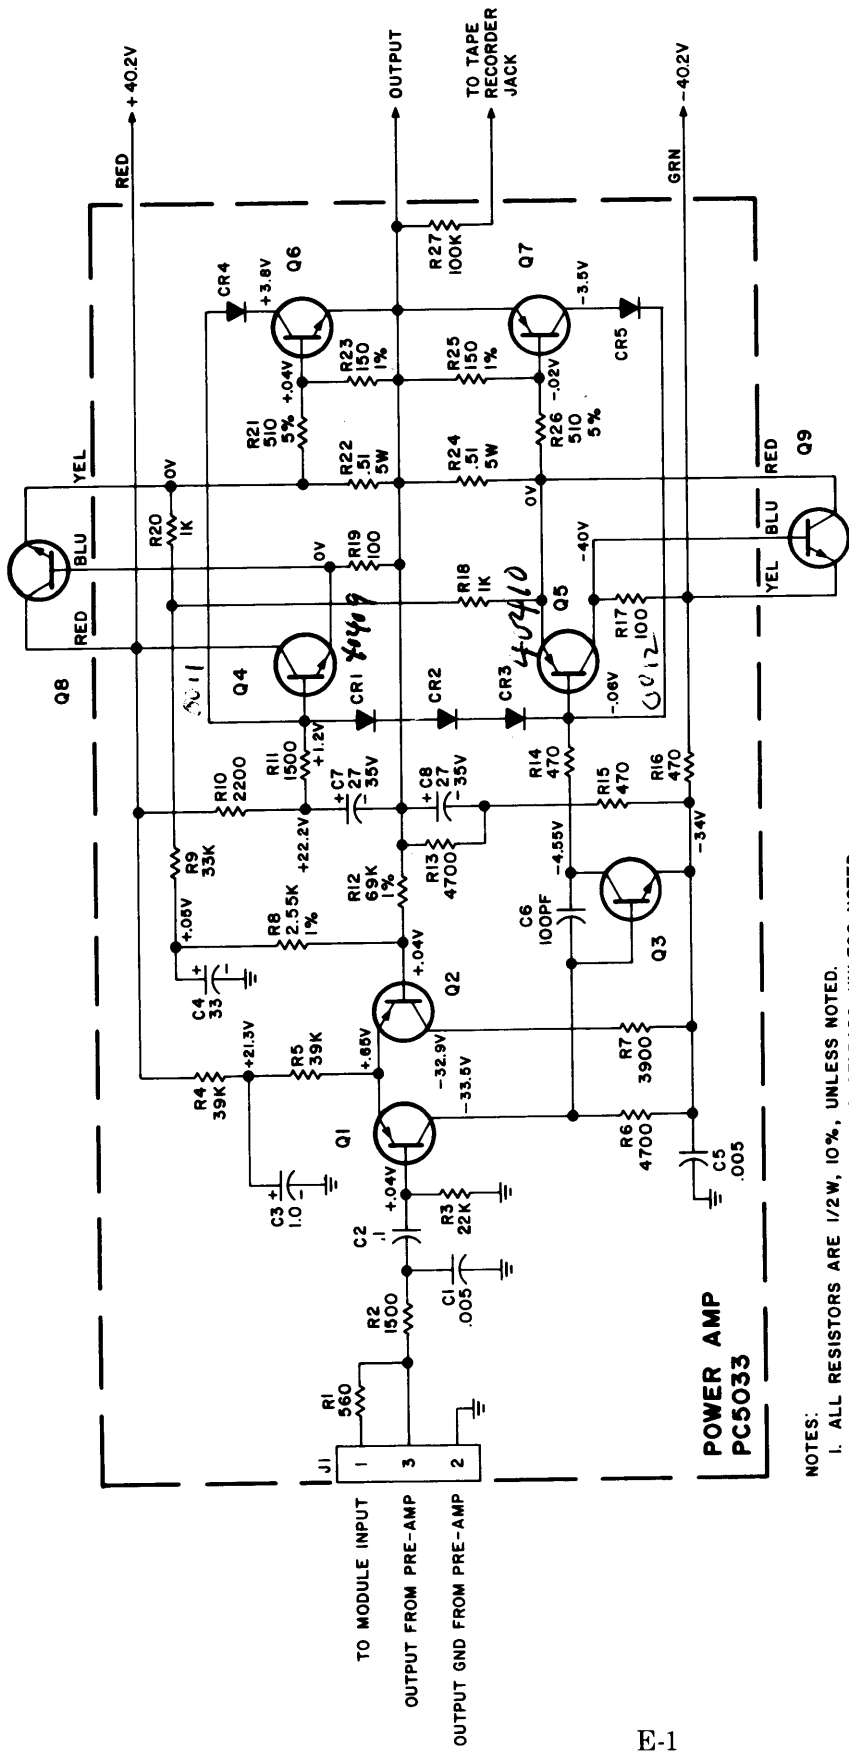 RED
+40.2V
OUTPUT
TO TAPE
RECORDER
JACK
GRN
-40.2V
Q8
RED
BLU
YEL
CR4
+3.8V
Q6
R27
100K
Q7
-3.5V
CR5
R20
1K
0V
R21
510
5%
+.04V
R23
150
1%
R22
.51
5W
R24
.51
5W
R25
150
1%
-.02V
R26
510
5%
0V
0V
R19
100
R18
1K
Q4
40409
Q5
40410
-40V
R17
100
YEL
BLU
RED
Q9
CR1
CR2
CR3
-.06V
0012
R10
2200
R11
1500
+1.2V
+22.2V
+C7
27
-35V
+C8
27
-35V
R14
470
R15
470
R16
470
R9
33K
+.05V
R8
2.55K
1%
R12
69K
1%
R13
4700
-4.55V
-34V
C6
100PF
Q3
C4
33
+
-
+.04V
Q2
R4
39K
+21.3V
R5
39K
+.65V
-32.9V
-33.5V
R7
3900
R6
4700
C5
.005
C3
1.0
+
-
Q1
+.04V
C2
.1
R3
22K
C1
.005
R2
1500
R1
560
J1
1
3
2
TO MODULE INPUT
OUTPUT FROM PRE-AMP
OUTPUT GND FROM PRE-AMP
POWER AMP
PC5033
NOTES:
1. ALL RESISTORS ARE 1/2W, 10%, UNLESS NOTED.
E-1